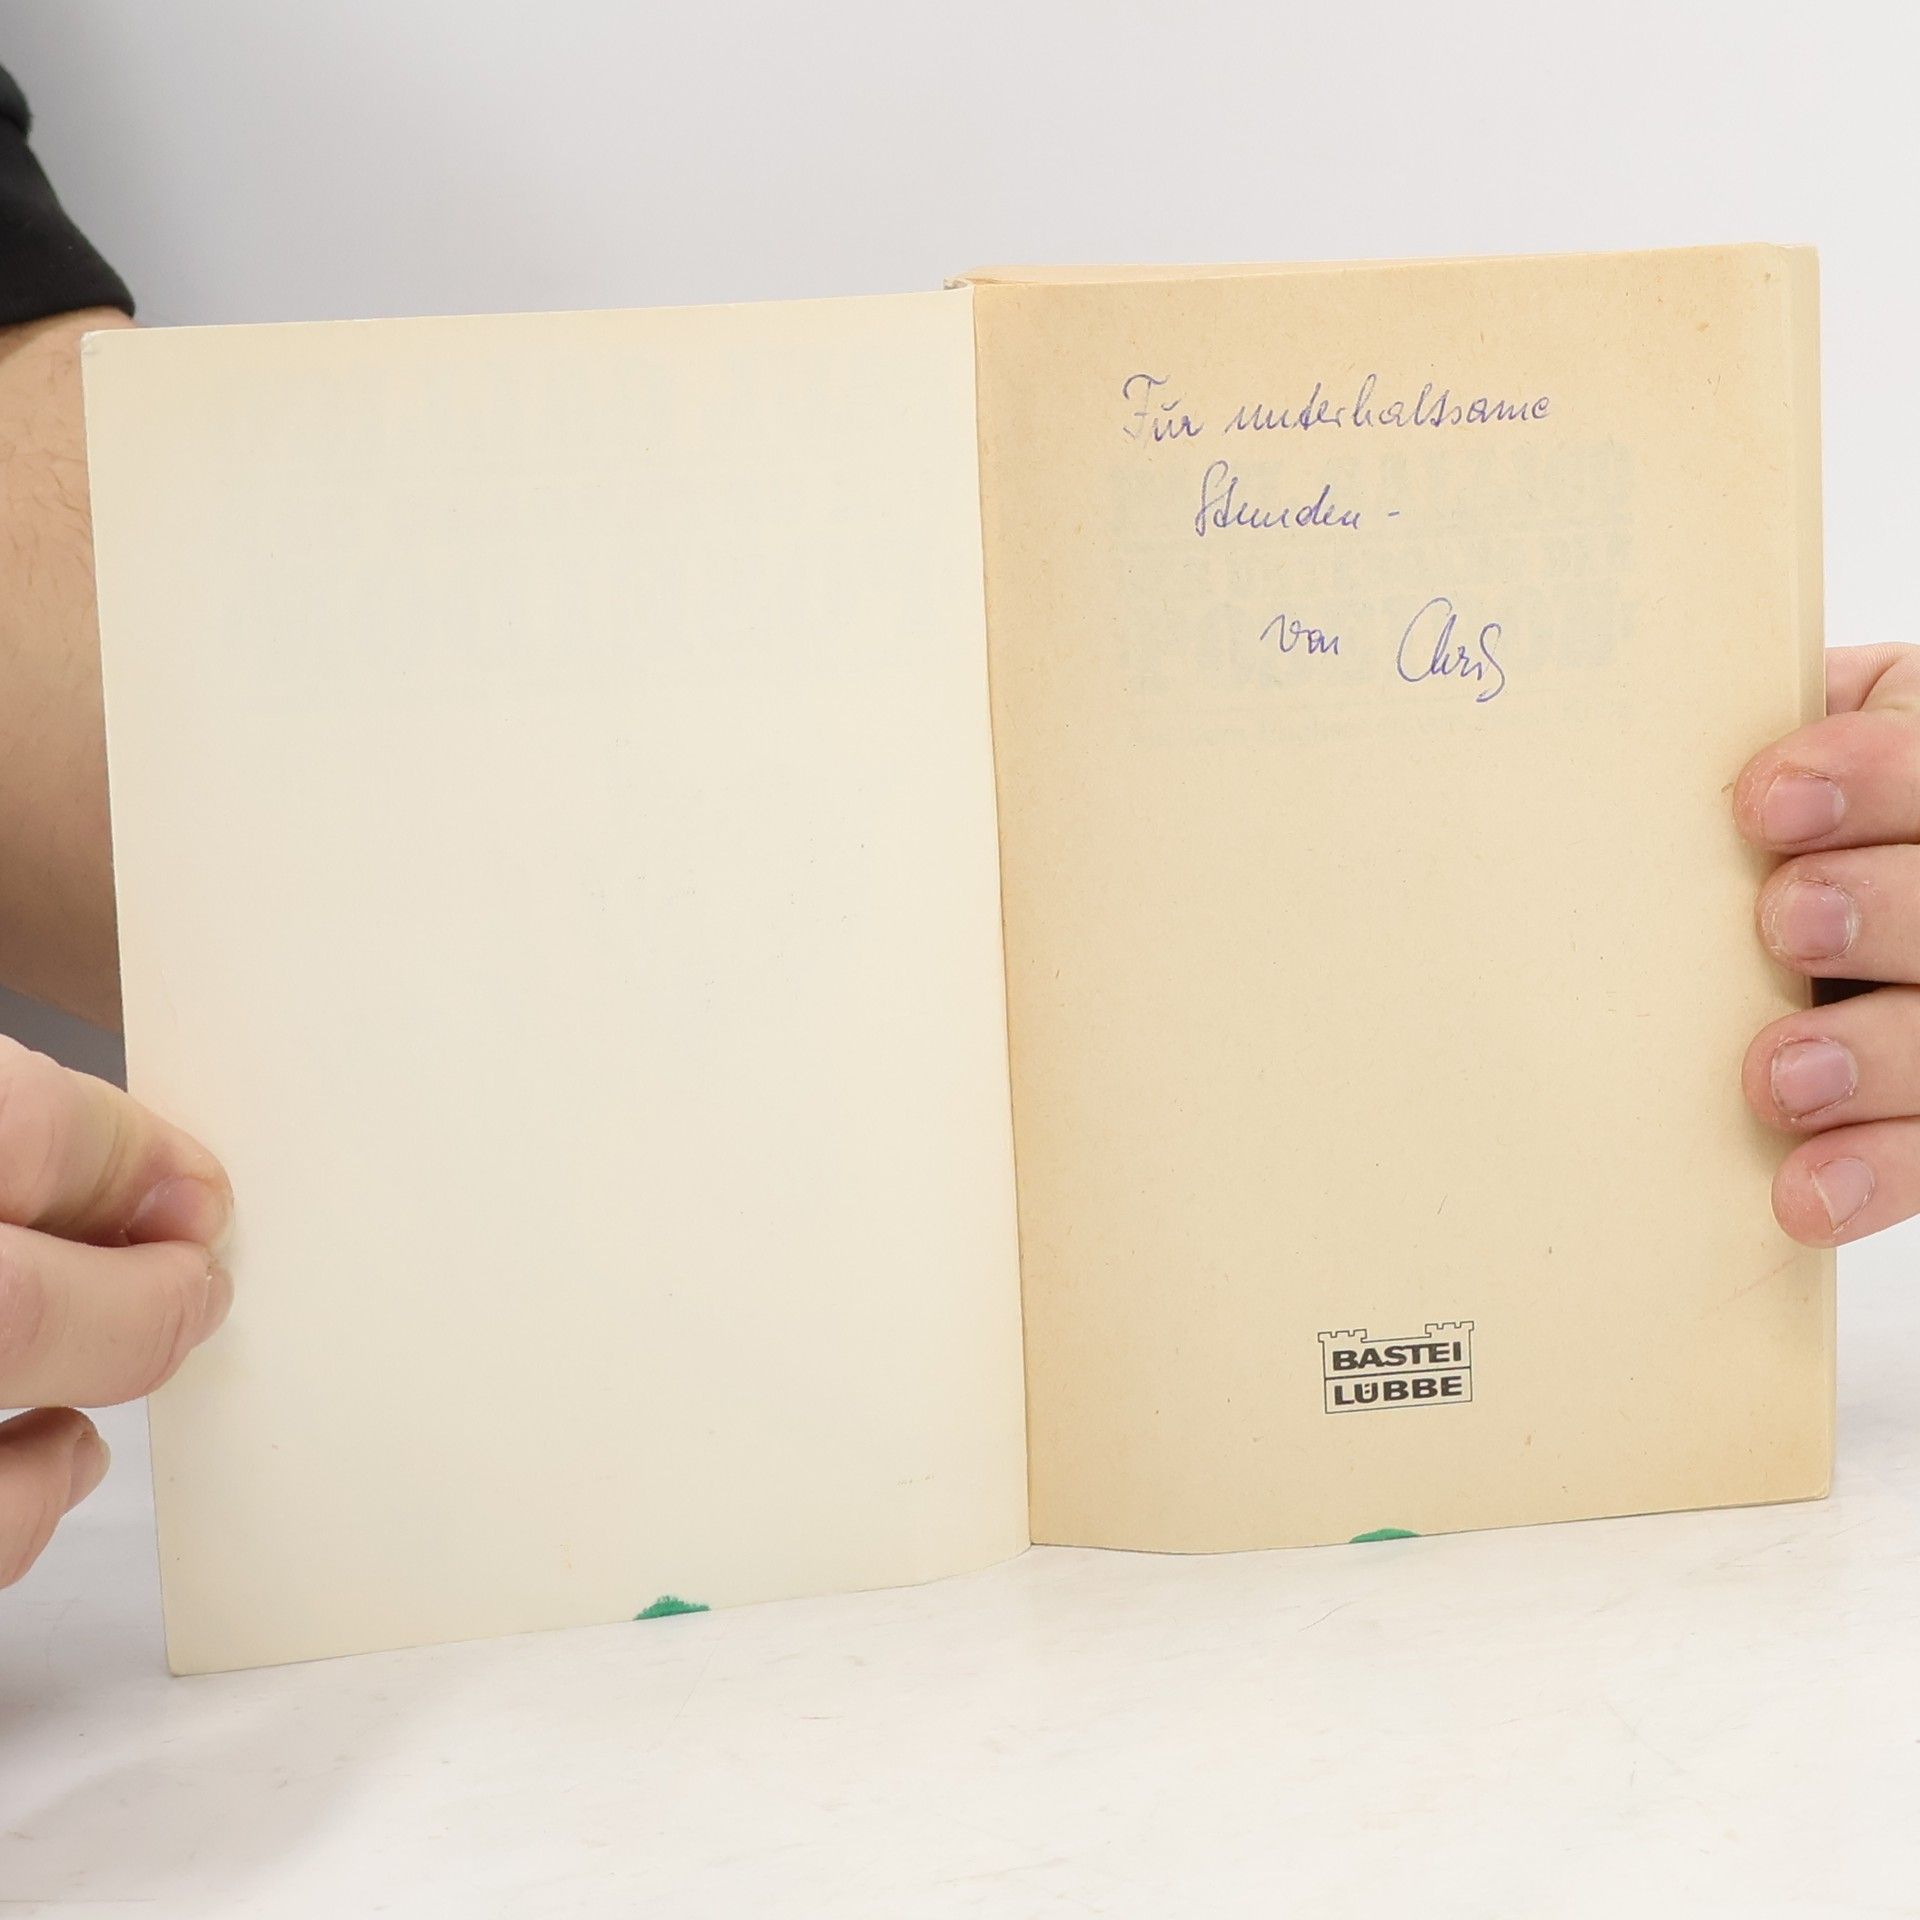 Für unterhaltsame
Stunden -
von Chris
BASTEI
LÜBBE